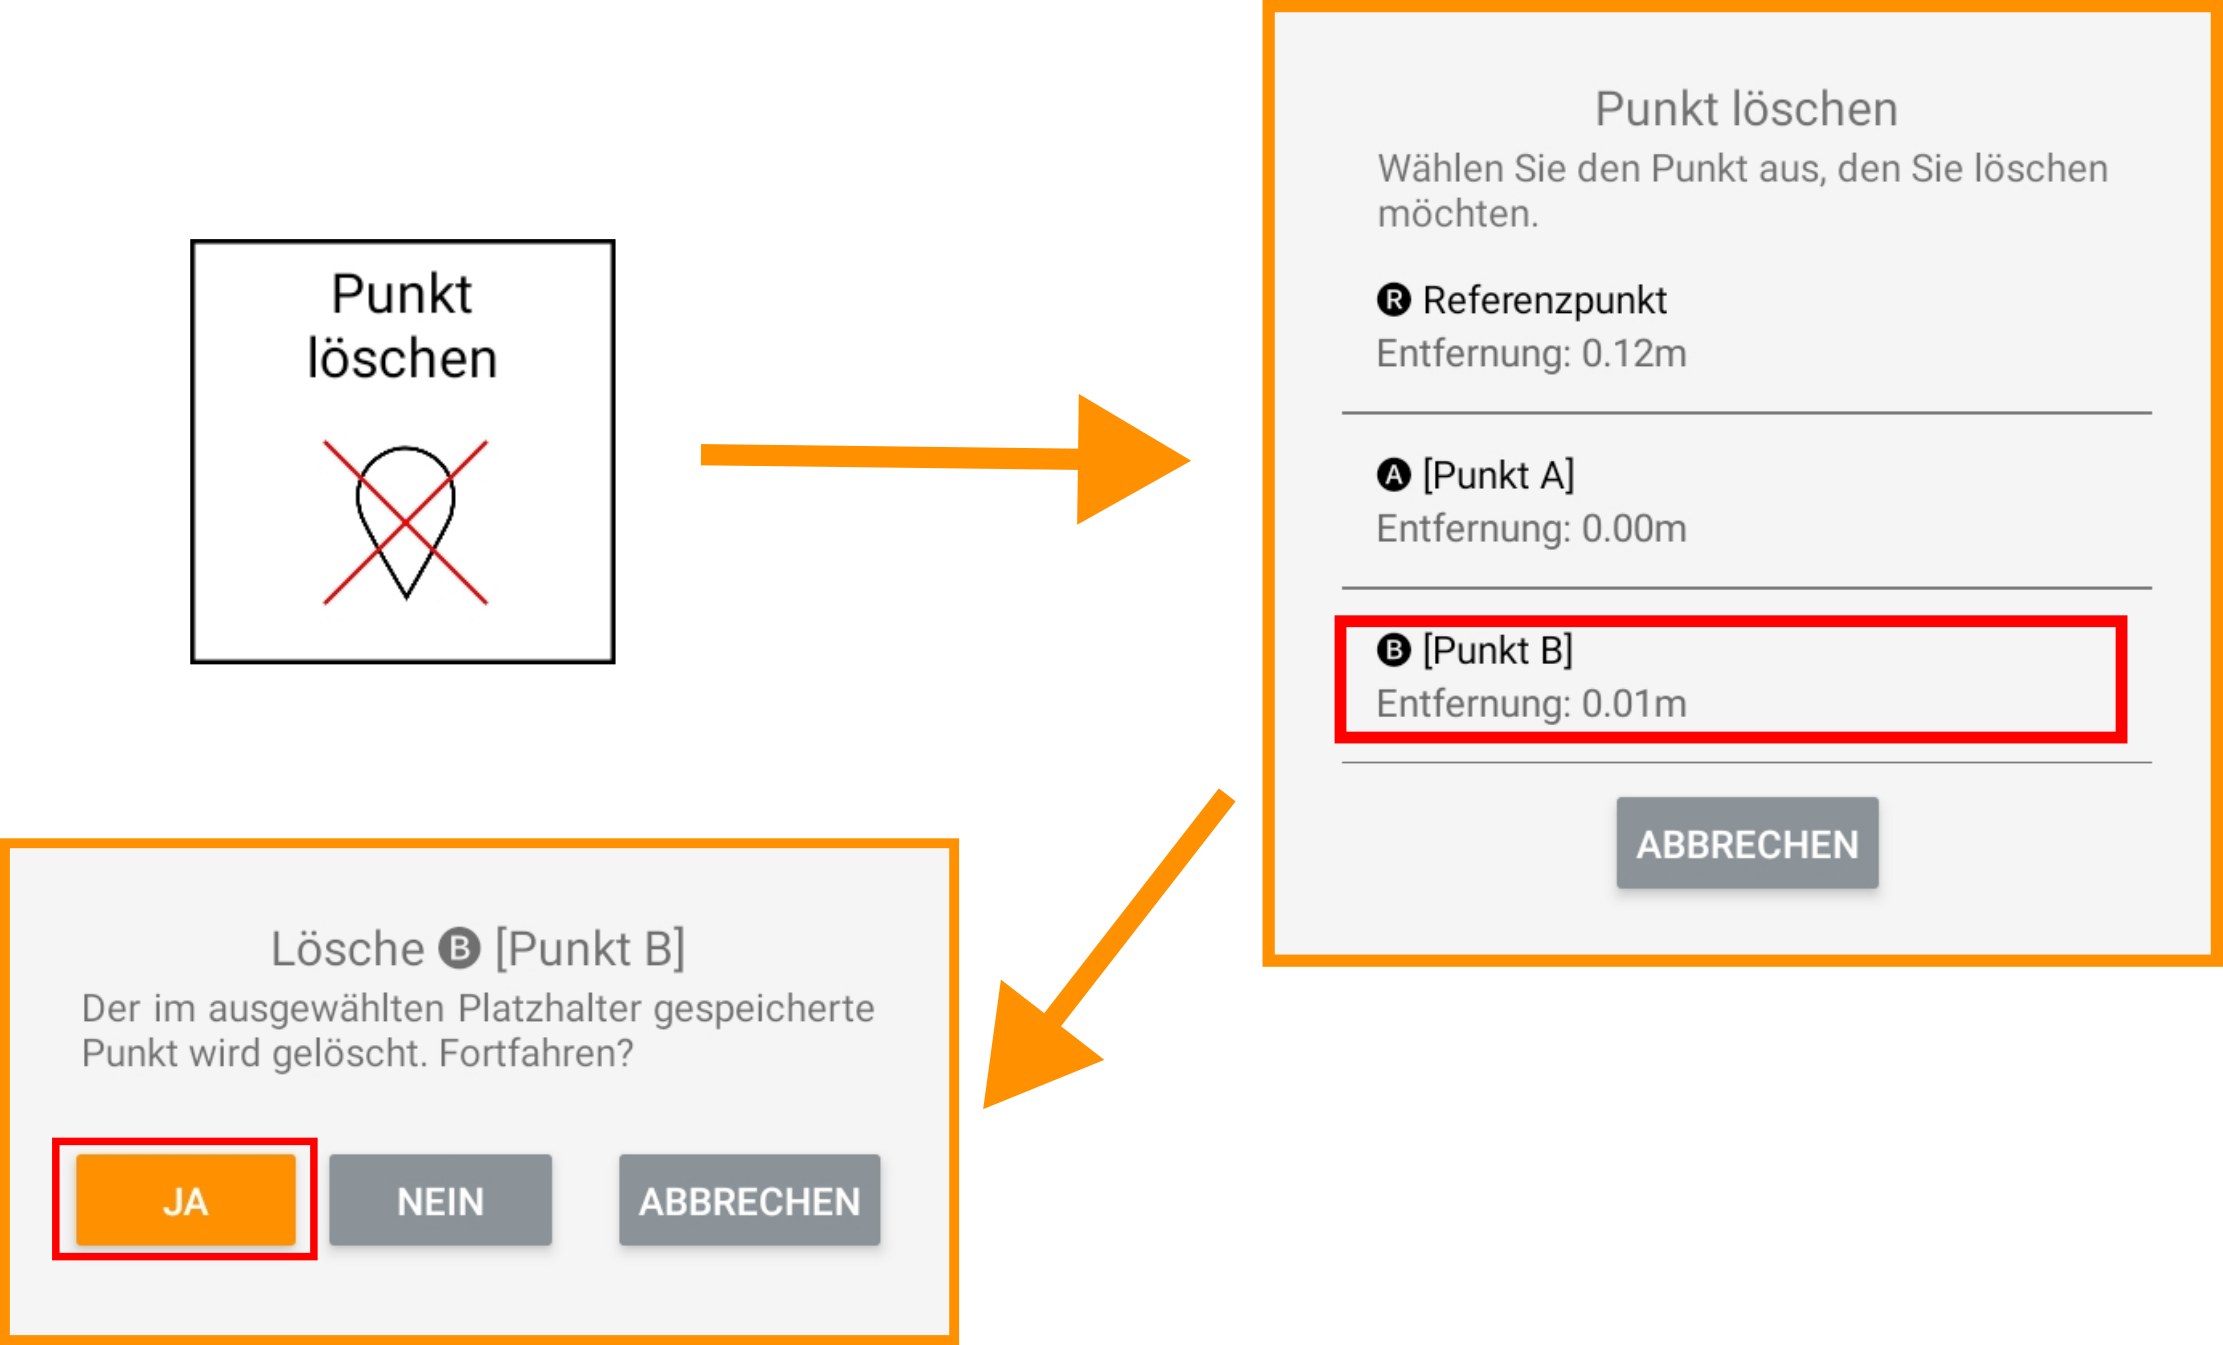 Punkt
löschen
Punkt löschen
Wählen Sie den Punkt aus, den Sie löschen
möchten.
R Referenzpunkt
Entfernung: 0.12m
A [Punkt A]
Entfernung: 0.00m
B [Punkt B]
Entfernung: 0.01m
ABBRECHEN
Lösche B [Punkt B]
Der im ausgewählten Platzhalter gespeicherte
Punkt wird gelöscht. Fortfahren?
JA NEIN ABBRECHEN